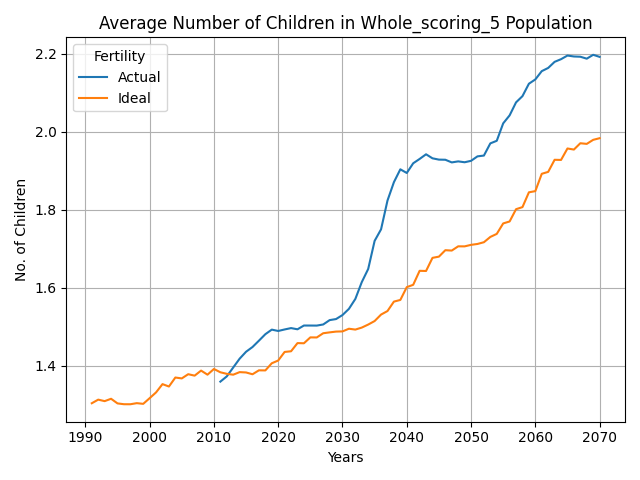 Average Number of Children in Whole_scoring_5 Population
Fertility
Actual
Ideal
No. of Children
2.2
2.0
1.8
1.6
1.4
1990 2000 2010 2020 2030 2040 2050 2060 2070
Years